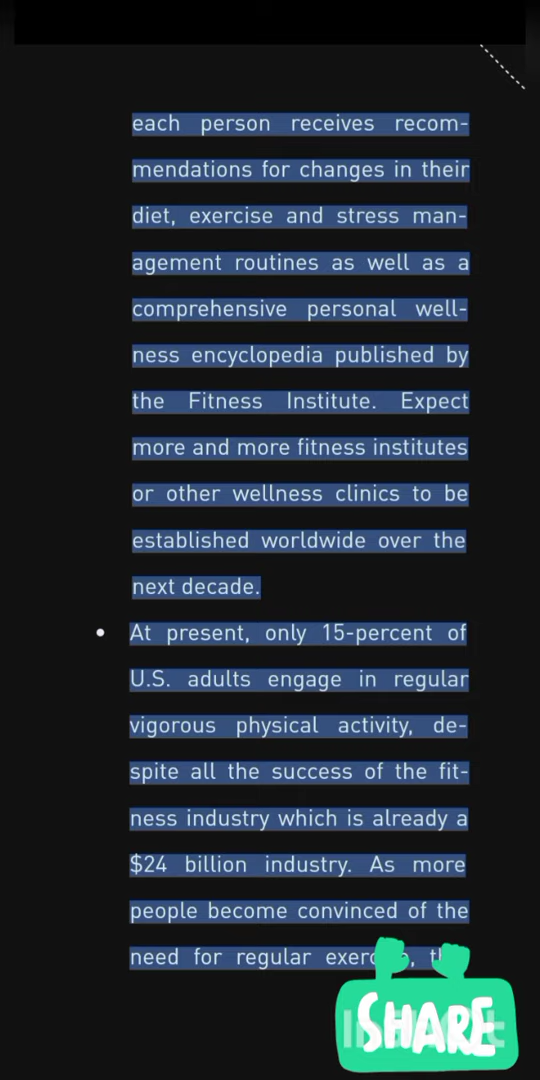 each person receives recom-
mendations for changes in their
diet, exercise and stress man-
agement routines as well as a
comprehensive personal well-
ness encyclopedia published by
the Fitness Institute. Expect
more and more fitness institutes
or other wellness clinics to be
established worldwide over the
next decade.
• At present, only 15-percent of
U.S. adults engage in regular
vigorous physical activity, de-
spite all the success of the fit-
ness industry which is already a
$24 billion industry. As more
people become convinced of the
need for regular
SHARE